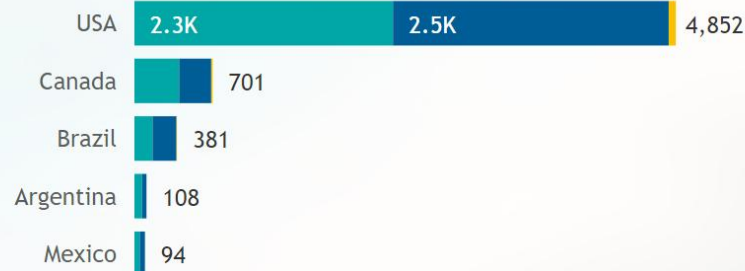 USA 2.3K 2.5K 4,852
Canada 701
Brazil 381
Argentina 108
Mexico 94